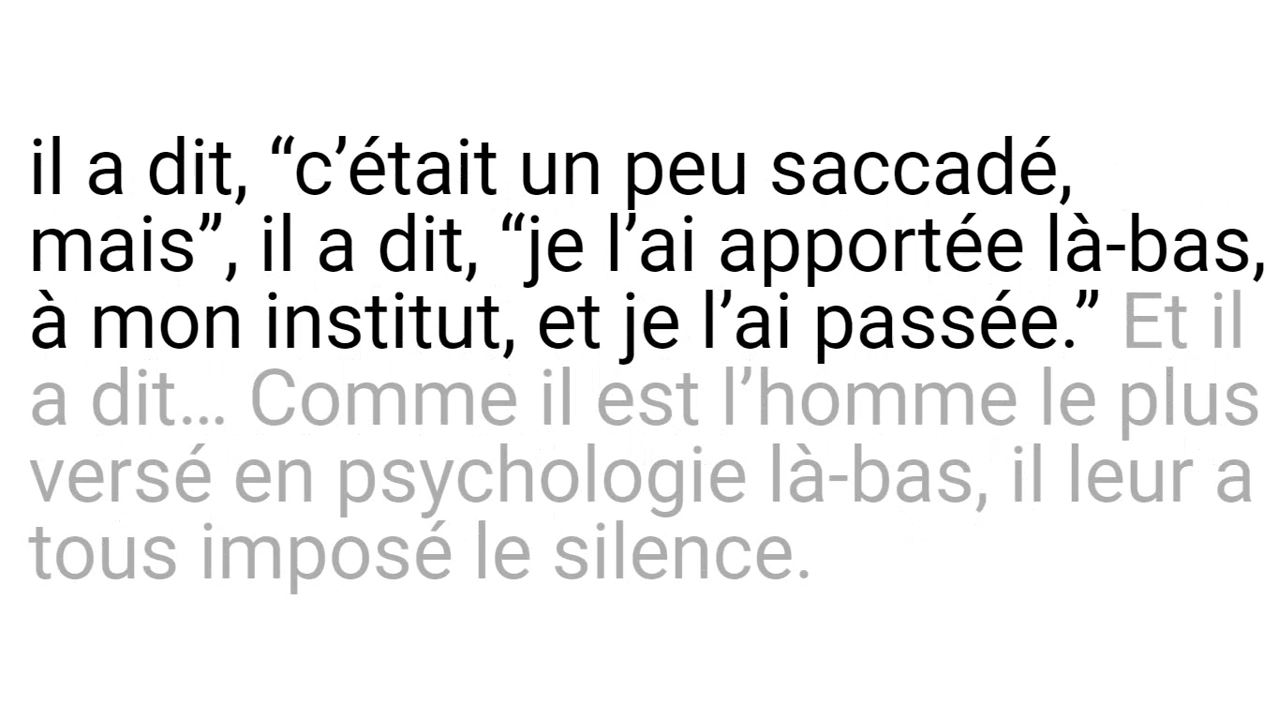 il a dit, “c’était un peu saccadé,
mais”, il a dit, “je l’ai apportée là-bas,
à mon institut, et je l’ai passée.” Et il
a dit… Comme il est l’homme le plus
versé en psychologie là-bas, il leur a
tous imposé le silence.